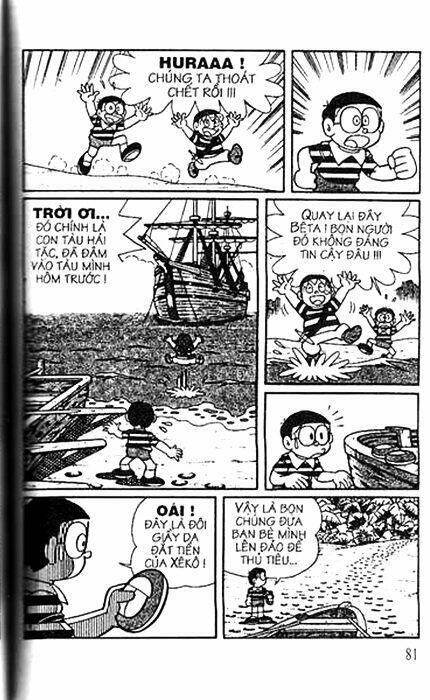 HURAAA !
CHÚNG TA THOÁT
CHẾT RỒI !!!
TRỜI ƠI...
ĐÓ CHÍNH LÀ
CON TÀU HẢI
TẶC, ĐÃ ĐÂM
VÀO TÀU MÌNH
HÔM TRƯỚC !
QUAY LẠI ĐÂY
BÊTA ! BỌN NGƯỜI
ĐÓ KHÔNG ĐÁNG
TIN CẬY ĐÂU !!!
OÁI !
ĐÂY LÀ ĐÔI
GIẦY DA
ĐẮT TIỀN
CỦA XÊKÔ !
VẬY LÀ BỌN
CHÚNG ĐƯA
BẠN BÈ MÌNH
LÊN ĐẢO ĐỂ
THỦ TIÊU...
81